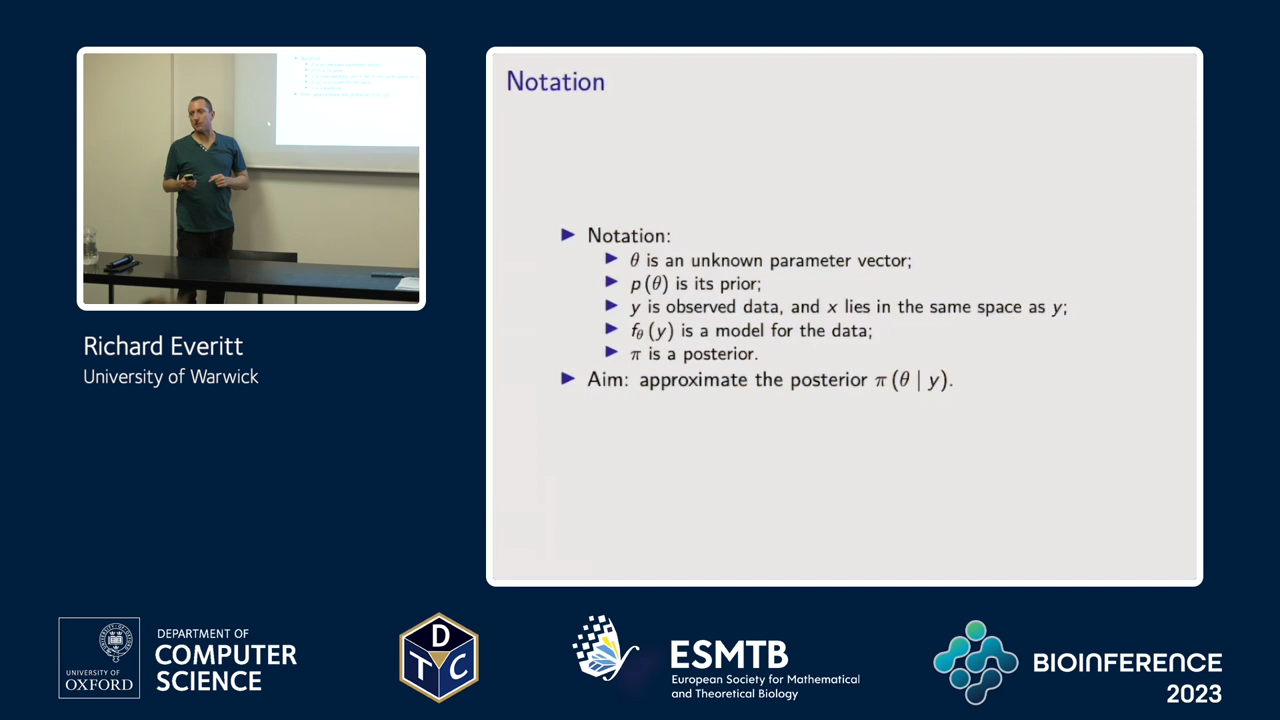 Notation
▶ Notation:
▶ θ is an unknown parameter vector;
▶ p(θ) is its prior;
▶ y is observed data, and x lies in the same space as y;
▶ fθ(y) is a model for the data;
▶ π is a posterior.
▶ Aim: approximate the posterior π(θ | y).
Richard Everitt
University of Warwick
UNIVERSITY OF
OXFORD
DEPARTMENT OF
COMPUTER
SCIENCE
D
T C
ESMTB
European Society for Mathematical
and Theoretical Biology
BIOINFERENCE
2023